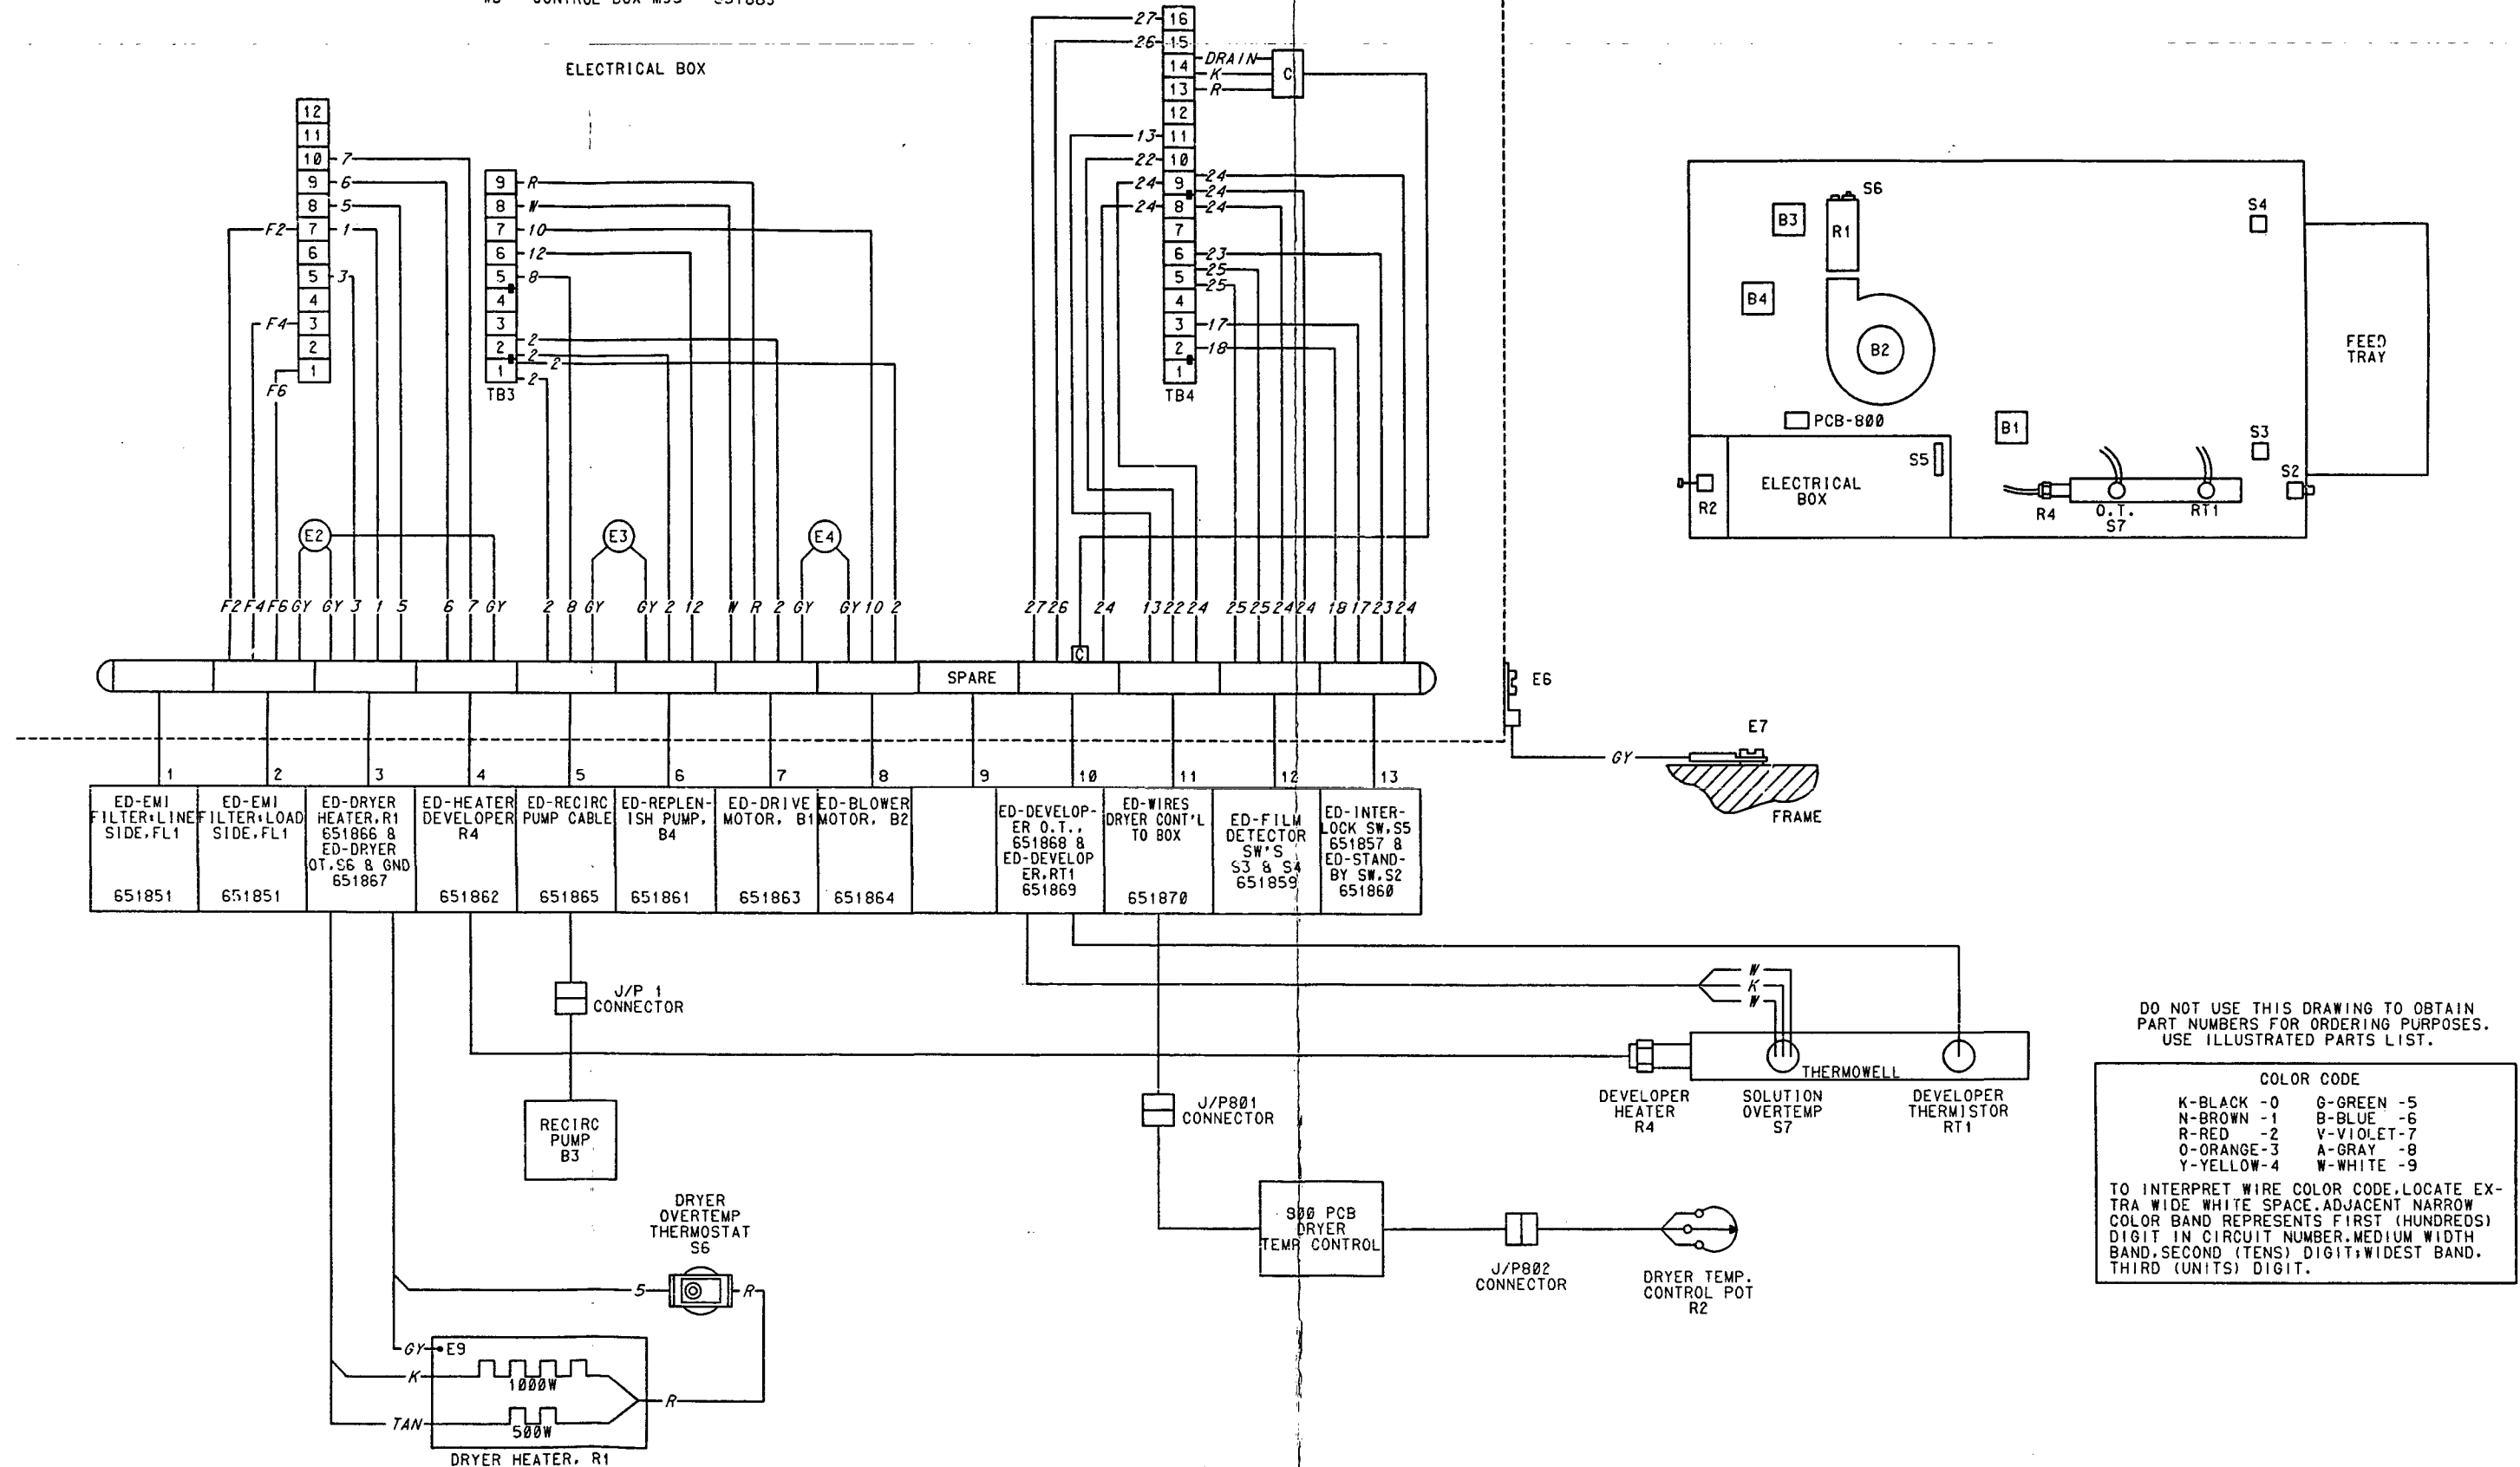 CONTROL BOX
ELECTRICAL BOX
12
11
10 7
9 6
8 5
F2 7 1
6
5 3
4
F4 3
2
1
F6
9 R
8 W
7 10
6 12
5 8
4
3
2
2 2
2
1 2
TB3
27 16
26 15
DRAIN
14 K
13 R
C
12
13 11
22 10
24 9 24
24
24 8 24
7
6 23
25
5
25
4
3 17
2 18
1
TB4
E2
E3
E4
F2 F4 F6 GY GY 3 1 5 6 7 GY 2 8 GY GY 2 12 W R 2 GY GY 10 2
27 26 24 13 22 24 25 25 24 24 18 17 23 24
C
SPARE
E6
E7
GY
FRAME
S6
B3
R1
S4
B4
B2
FEED
TRAY
PCB-800
B1
S3
S5
S2
ELECTRICAL
BOX
R2
R4
O.T.
S7
RT1
1 2 3 4 5 6 7 8 9 10 11 12 13
ED-EMI
FILTER:LINE
SIDE,FL1
651851
ED-EMI
FILTER:LOAD
SIDE,FL1
651851
ED-DRYER
HEATER,R1
651866 &
ED-DRYER
OT,S6 & GND
651867
ED-HEATER
DEVELOPER
R4
651862
ED-RECIRC
PUMP CABLE
651865
ED-REPLEN-
ISH PUMP,
B4
651861
ED-DRIVE
MOTOR, B1
651863
ED-BLOWER
MOTOR, B2
651864
ED-DEVELOP-
ER O.T.,
651868 &
ED-DEVELOP
ER,RT1
651869
ED-WIRES
DRYER CONT'L
TO BOX
651870
ED-FILM
DETECTOR
SW'S
S3 & S4
651859
ED-INTER-
LOCK SW,S5
651857 &
ED-STAND-
BY SW,S2
651860
J/P 1
CONNECTOR
RECIRC
PUMP
B3
W
K
W
THERMOWELL
DEVELOPER
HEATER
R4
SOLUTION
OVERTEMP
S7
DEVELOPER
THERMISTOR
RT1
J/P801
CONNECTOR
800 PCB
DRYER
TEMP CONTROL
J/P802
CONNECTOR
DRYER TEMP.
CONTROL POT
R2
DRYER
OVERTEMP
THERMOSTAT
S6
5
R
GY E9
K
1000W
R
TAN
500W
DRYER HEATER, R1
DO NOT USE THIS DRAWING TO OBTAIN
PART NUMBERS FOR ORDERING PURPOSES.
USE ILLUSTRATED PARTS LIST.
COLOR CODE
K-BLACK -0 G-GREEN -5
N-BROWN -1 B-BLUE -6
R-RED -2 V-VIOLET-7
O-ORANGE-3 A-GRAY -8
Y-YELLOW-4 W-WHITE -9
TO INTERPRET WIRE COLOR CODE,LOCATE EX-
TRA WIDE WHITE SPACE.ADJACENT NARROW
COLOR BAND REPRESENTS FIRST (HUNDREDS)
DIGIT IN CIRCUIT NUMBER.MEDIUM WIDTH
BAND,SECOND (TENS) DIGIT;WIDEST BAND,
THIRD (UNITS) DIGIT.